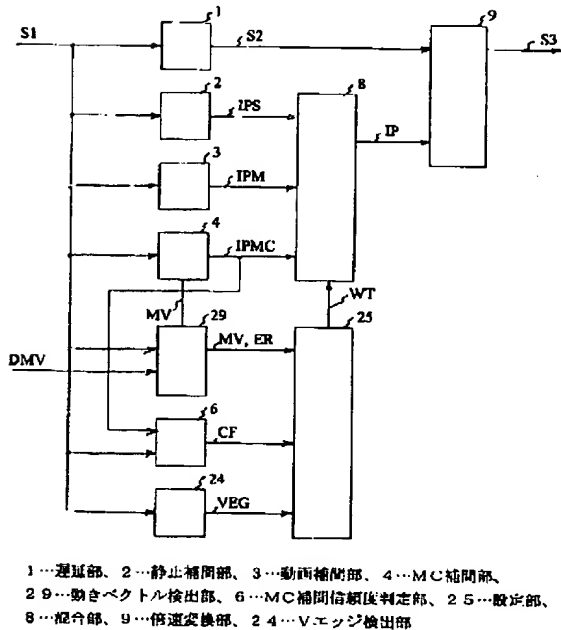 1
9
S1
S2
S3
2
8
IPS
IP
3
IPM
4
IPMC
WT
MV
29
25
MV, ER
DMV
6
CF
24
VEG
1…遅延部、2…静止補間部、3…動画補間部、4…MC補間部、
29…動きベクトル検出部、6…MC補間信頼度判定部、25…設定部、
8…混合部、9…倍速変換部、24…Vエッジ検出部